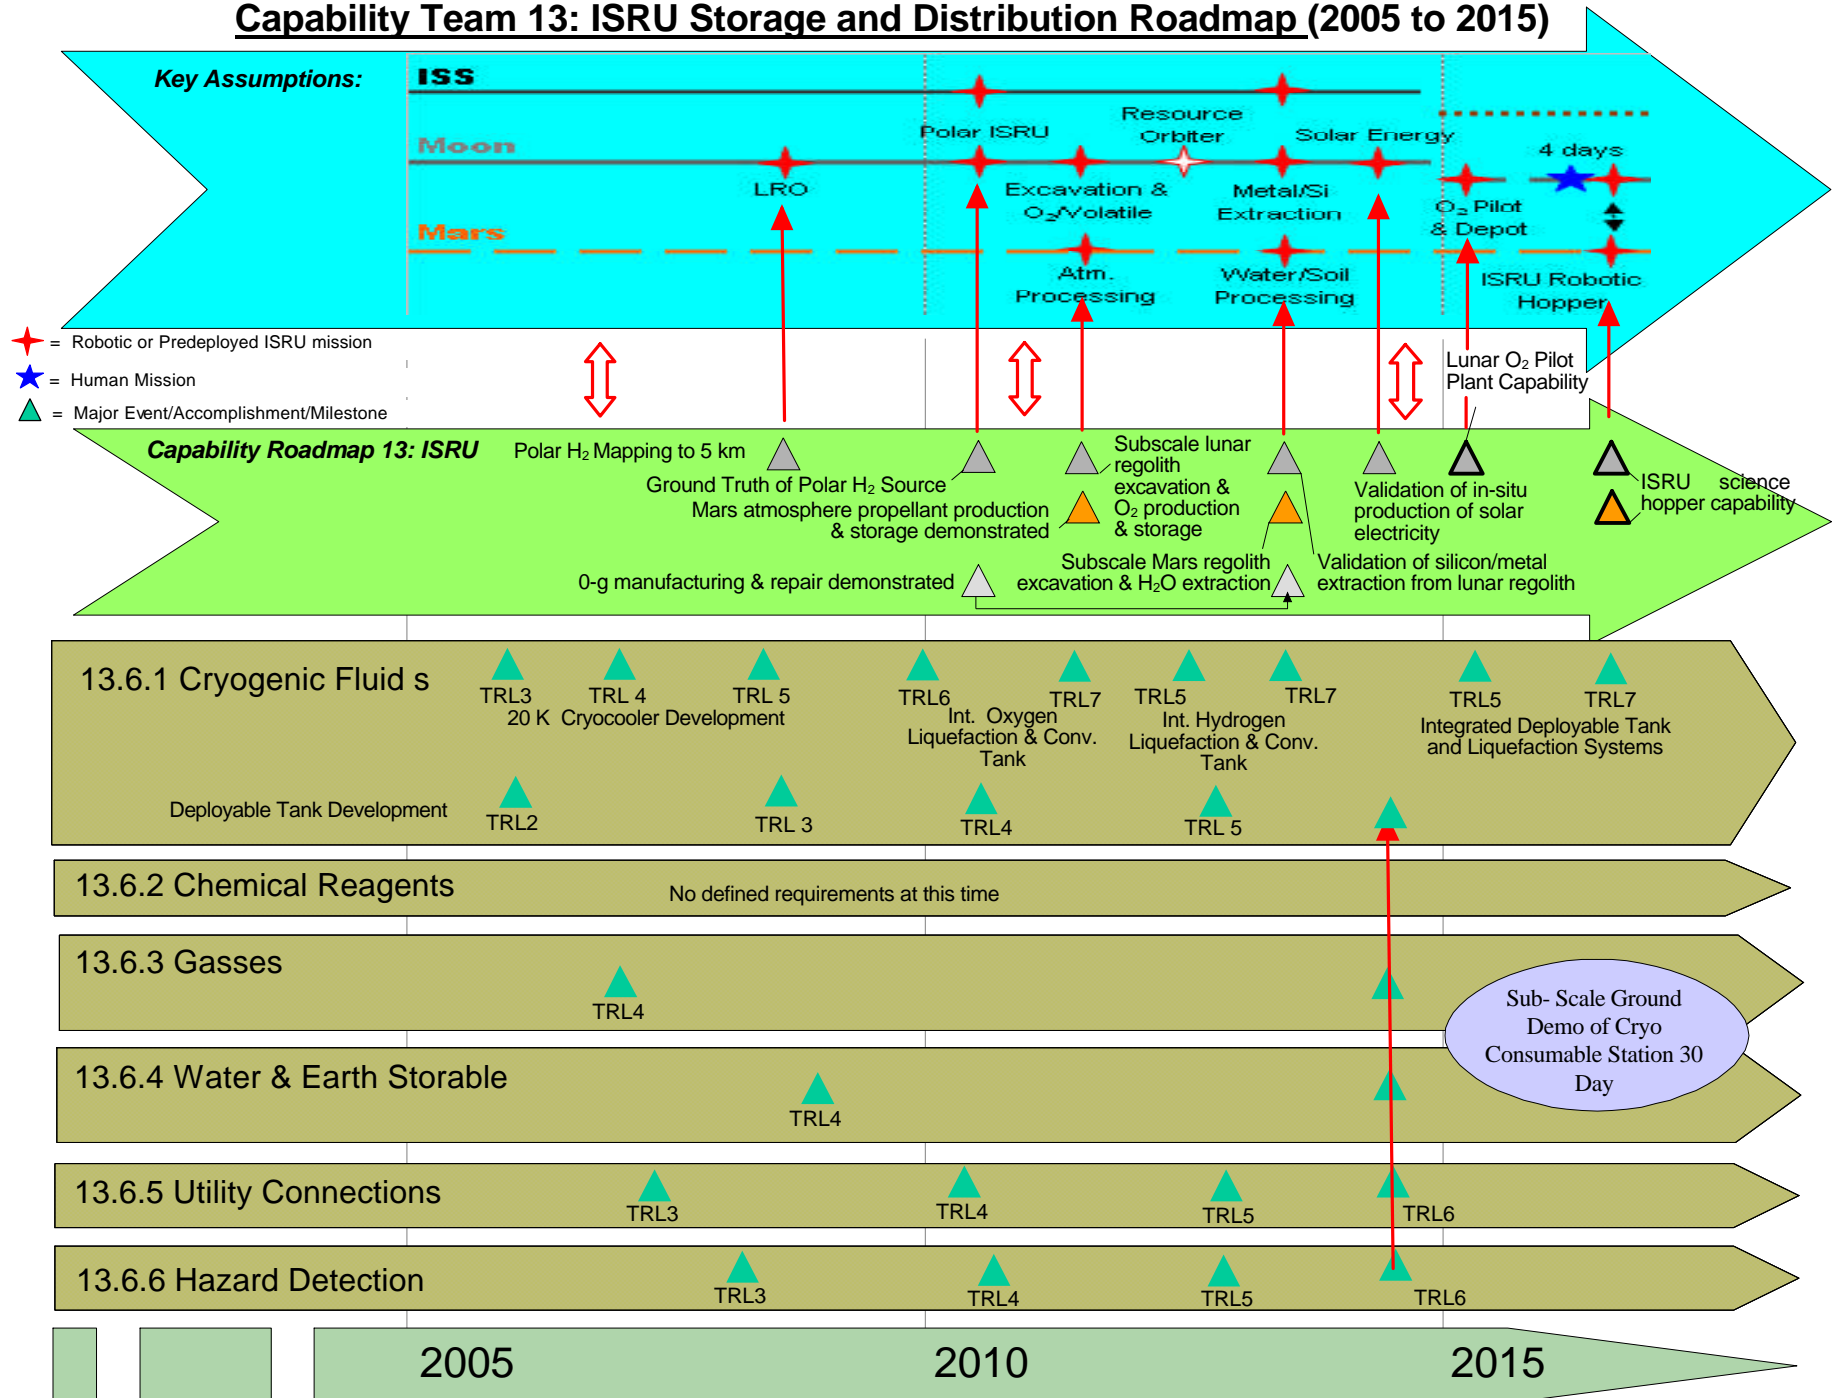 Capability Team 13: ISRU Storage and Distribution Roadmap (2005 to 2015)
Key Assumptions:
ISS
Moon
Mars
LRO
Polar ISRU
Excavation &
O2/Volatile
Resource
Orbiter
Metal/Si
Extraction
Solar Energy
4 days
O2 Pilot
& Depot
Atm.
Processing
Water/Soil
Processing
ISRU Robotic
Hopper
= Robotic or Predeployed ISRU mission
= Human Mission
= Major Event/Accomplishment/Milestone
Lunar O2 Pilot
Plant Capability
Capability Roadmap 13: ISRU
Polar H2 Mapping to 5 km
Ground Truth of Polar H2 Source
Mars atmosphere propellant production
& storage demonstrated
0-g manufacturing & repair demonstrated
Subscale lunar
regolith
excavation &
O2 production
& storage
Subscale Mars regolith
excavation & H2O extraction
Validation of in-situ
production of solar
electricity
Validation of silicon/metal
extraction from lunar regolith
ISRU science
hopper capability
13.6.1 Cryogenic Fluid s
TRL3
TRL 4
TRL 5
20 K Cryocooler Development
TRL6
TRL7
Int. Oxygen
Liquefaction & Conv.
Tank
TRL5
TRL7
Int. Hydrogen
Liquefaction & Conv.
Tank
TRL5
TRL7
Integrated Deployable Tank
and Liquefaction Systems
Deployable Tank Development
TRL2
TRL 3
TRL4
TRL 5
13.6.2 Chemical Reagents
No defined requirements at this time
13.6.3 Gasses
TRL4
Sub- Scale Ground
Demo of Cryo
Consumable Station 30
Day
13.6.4 Water & Earth Storable
TRL4
13.6.5 Utility Connections
TRL3
TRL4
TRL5
TRL6
13.6.6 Hazard Detection
TRL3
TRL4
TRL5
TRL6
2005
2010
2015